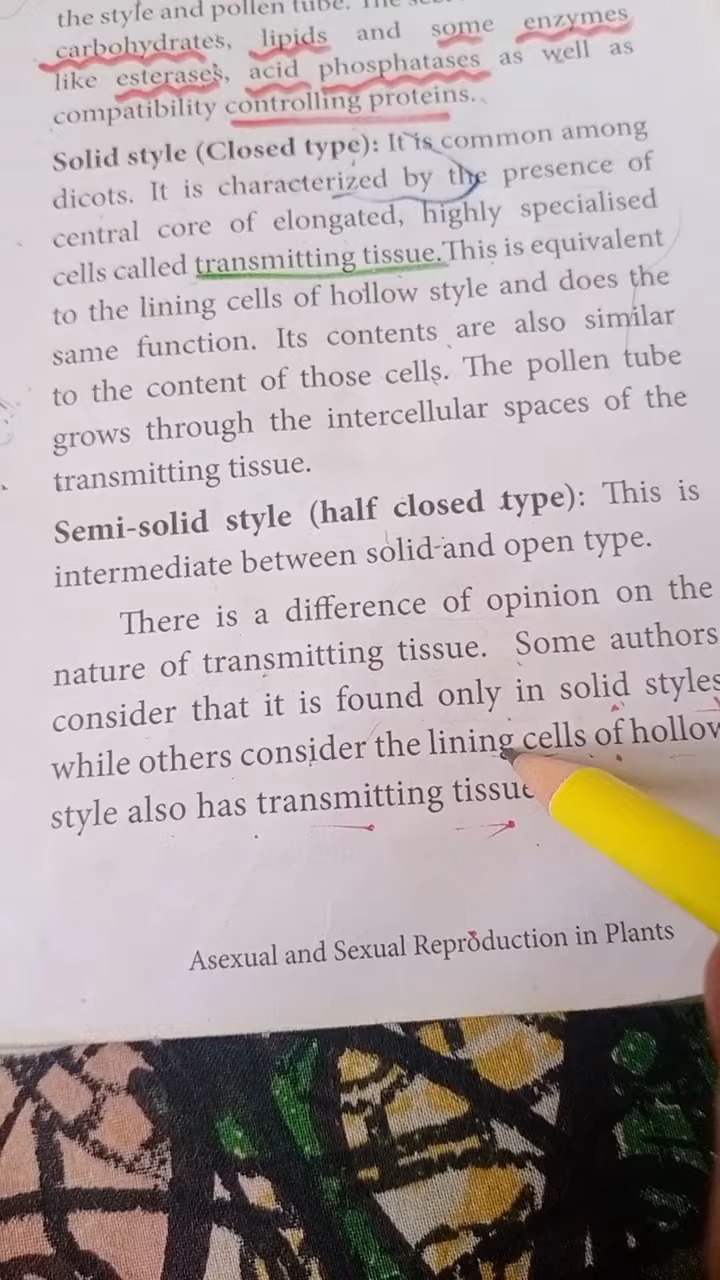 the style and pollen tube. The
carbohydrates, lipids and some enzymes
like esterases, acid phosphatases as well as
compatibility controlling proteins.
Solid style (Closed type): It is common among
dicots. It is characterized by the presence of
central core of elongated, highly specialised
cells called transmitting tissue.This is equivalent
to the lining cells of hollow style and does the
same function. Its contents are also similar
to the content of those cells. The pollen tube
grows through the intercellular spaces of the
transmitting tissue.
Semi-solid style (half closed type): This is
intermediate between solid and open type.
There is a difference of opinion on the
nature of transmitting tissue. Some authors
consider that it is found only in solid styles
while others consider the lining cells of hollow
style also has transmitting tissue
Asexual and Sexual Reproduction in Plants